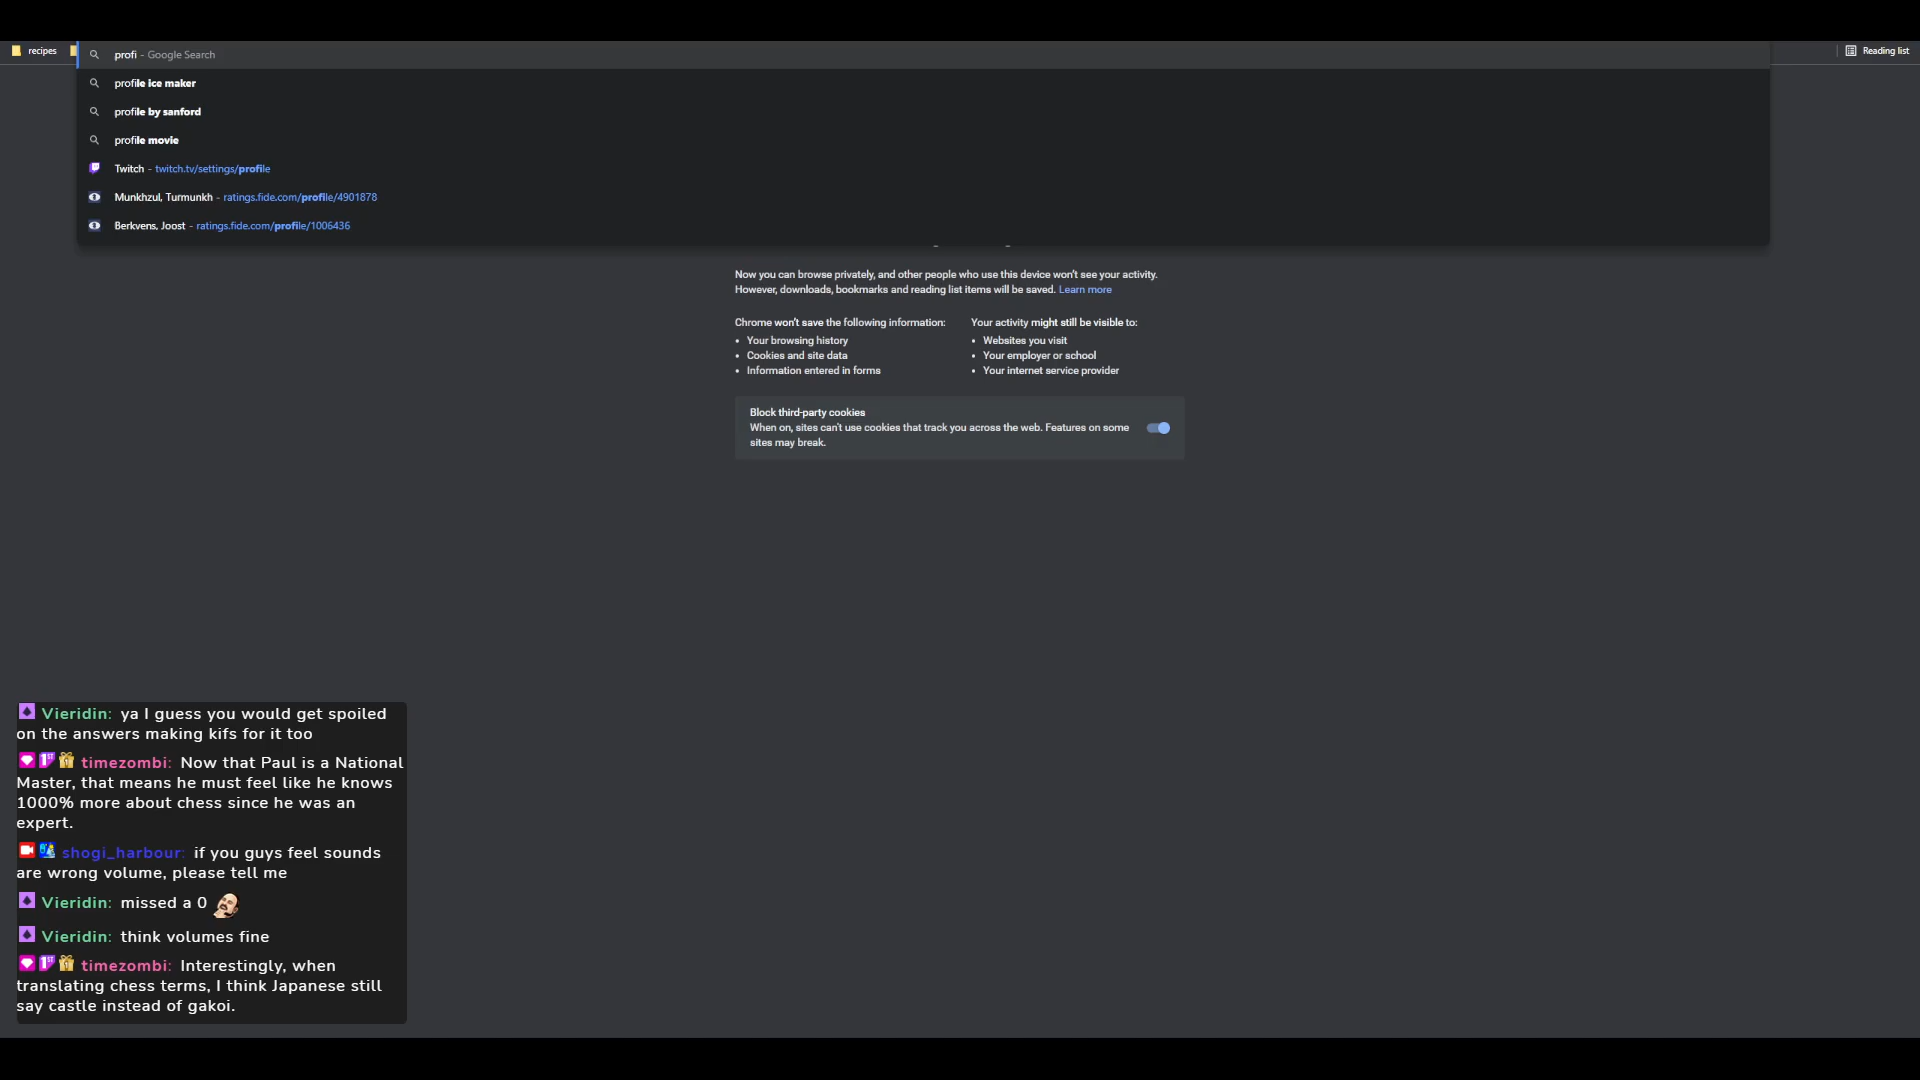 recipes
profi - Google Search
Reading list
profile ice maker
profile by sanford
profile movie
Twitch - twitch.tv/settings/profile
Munkhzul, Turmunkh - ratings.fide.com/profile/4901878
Berkvens, Joost - ratings.fide.com/profile/1006436
Now you can browse privately, and other people who use this device won't see your activity.
However, downloads, bookmarks and reading list items will be saved. Learn more
Chrome won't save the following information:
• Your browsing history
• Cookies and site data
• Information entered in forms
Your activity might still be visible to:
• Websites you visit
• Your employer or school
• Your internet service provider
Block third-party cookies
When on, sites can't use cookies that track you across the web. Features on some
sites may break.
Vieridin: ya I guess you would get spoiled
on the answers making kifs for it too
timezombi: Now that Paul is a National
Master, that means he must feel like he knows
1000% more about chess since he was an
expert.
shogi_harbour: if you guys feel sounds
are wrong volume, please tell me
Vieridin: missed a 0
Vieridin: think volumes fine
timezombi: Interestingly, when
translating chess terms, I think Japanese still
say castle instead of gakoi.